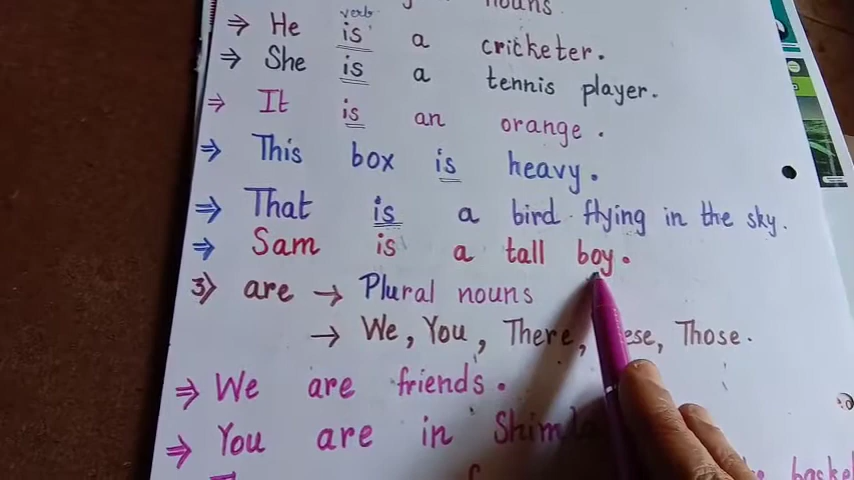 nouns.
verb
⇒ He is a cricketer.
⇒ She is a tennis player.
⇒ It is an orange.
⇒ This box is heavy.
⇒ That is a bird flying in the sky.
⇒ Sam is a tall boy.
3) are → Plural nouns
→ We, You, There, Those.
⇒ We are friends.
⇒ You are in